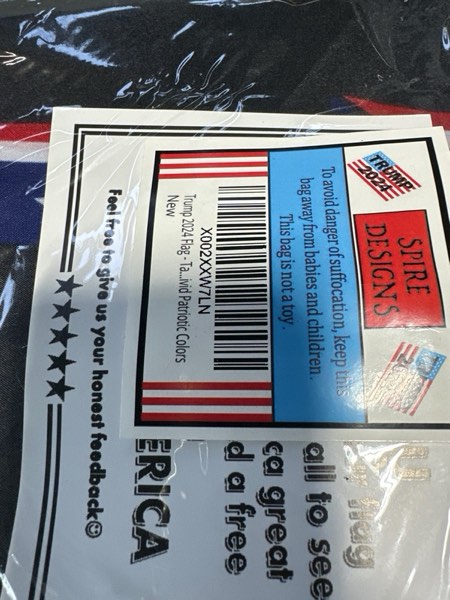 TRUMP
2024
SPIRE
DESIGNS
To avoid danger of suffocation, keep this
bag away from babies and children.
This bag is not a toy.
X002XXW7LN
Trump 2024 Flag - Ta...ivid Patriotic Colors
New
flag
all to see
ca great
d a free
ERICA
Feel free to give us your honest feedback☺
★★★★★